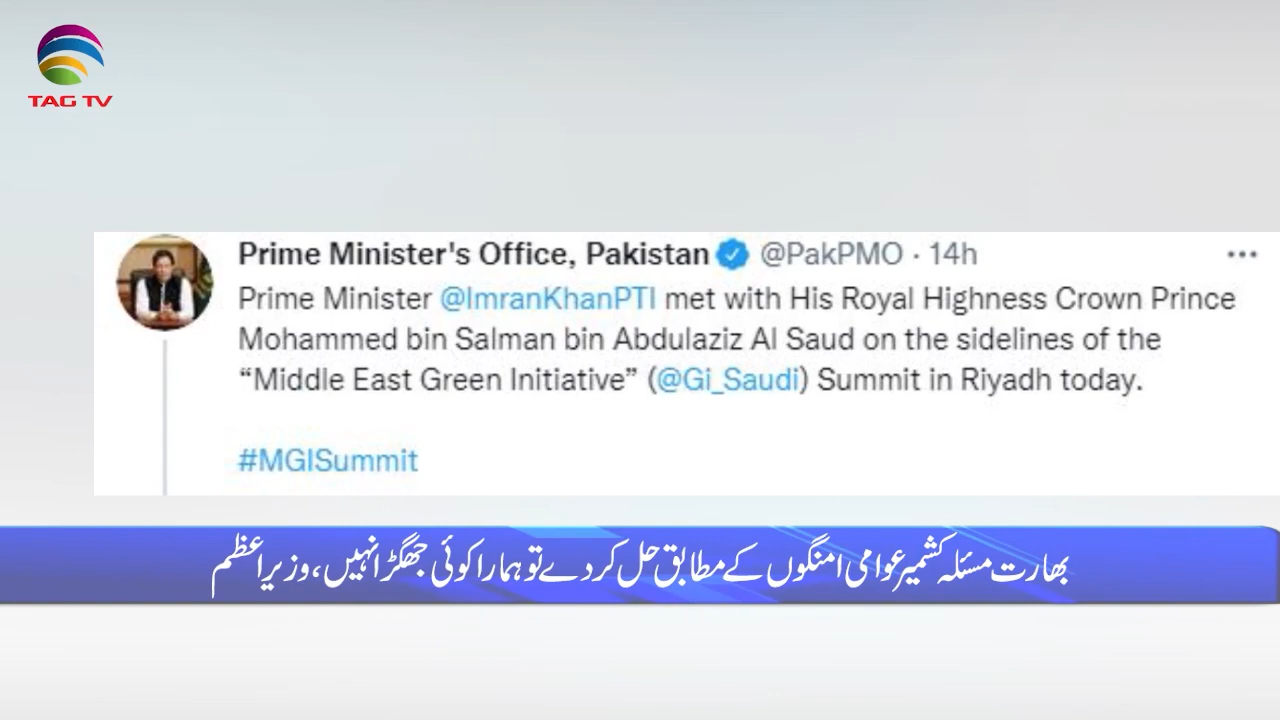 TAG TV
Prime Minister's Office, Pakistan @PakPMO · 14h
Prime Minister @ImranKhanPTI met with His Royal Highness Crown Prince
Mohammed bin Salman bin Abdulaziz Al Saud on the sidelines of the
“Middle East Green Initiative” (@Gi_Saudi) Summit in Riyadh today.
#MGISummit
بھارت مسئلہ کشمیر عوامی امنگوں کے مطابق حل کر دے تو ہمارا کوئی جھگڑا نہیں، وزیراعظم